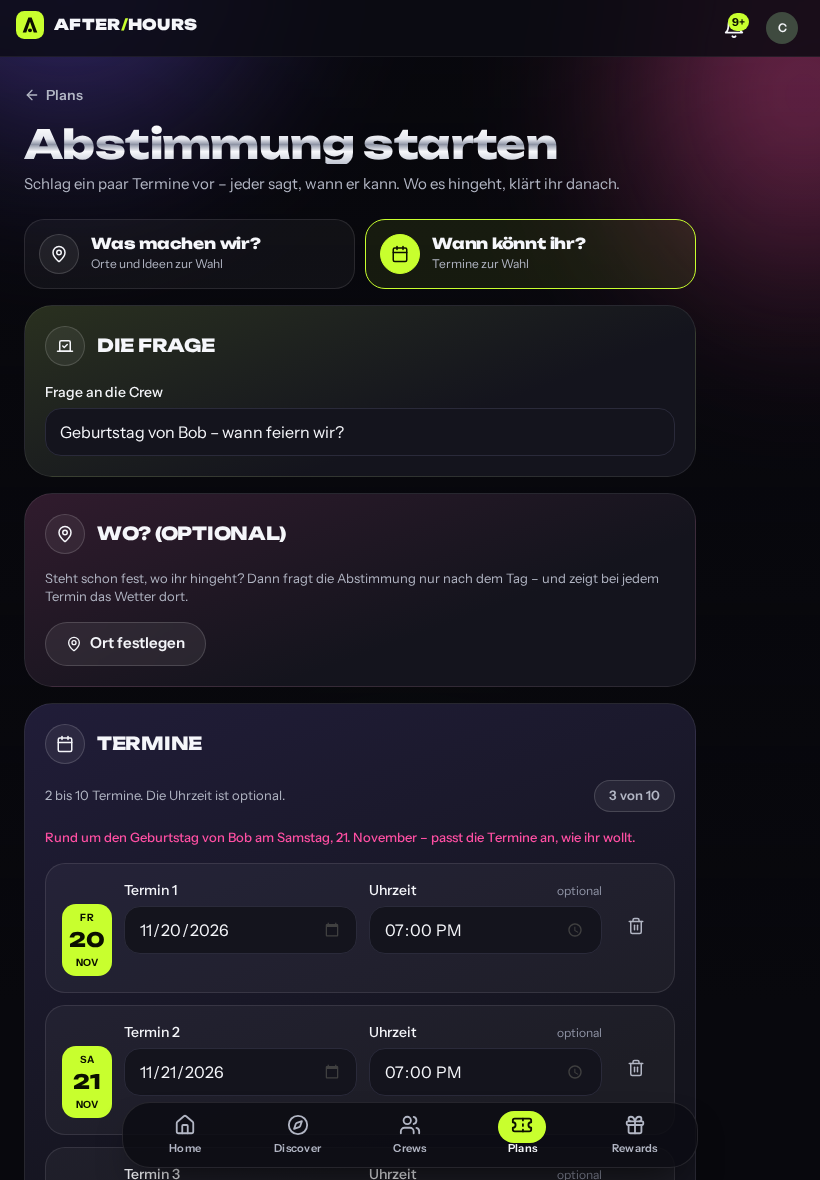 AFTER/HOURS
9+
C
Plans
Abstimmung starten
Schlag ein paar Termine vor – jeder sagt, wann er kann. Wo es hingeht, klärt ihr danach.
Was machen wir?
Orte und Ideen zur Wahl
Wann könnt ihr?
Termine zur Wahl
DIE FRAGE
Frage an die Crew
Geburtstag von Bob – wann feiern wir?
WO? (OPTIONAL)
Steht schon fest, wo ihr hingeht? Dann fragt die Abstimmung nur nach dem Tag – und zeigt bei jedem
Termin das Wetter dort.
Ort festlegen
TERMINE
2 bis 10 Termine. Die Uhrzeit ist optional.
3 von 10
Rund um den Geburtstag von Bob am Samstag, 21. November – passt die Termine an, wie ihr wollt.
FR
20
NOV
Termin 1
11/20/2026
Uhrzeit
optional
07:00 PM
SA
21
NOV
Termin 2
11/21/2026
Uhrzeit
optional
07:00 PM
Termin 3
Uhrzeit
optional
Home
Discover
Crews
Plans
Rewards